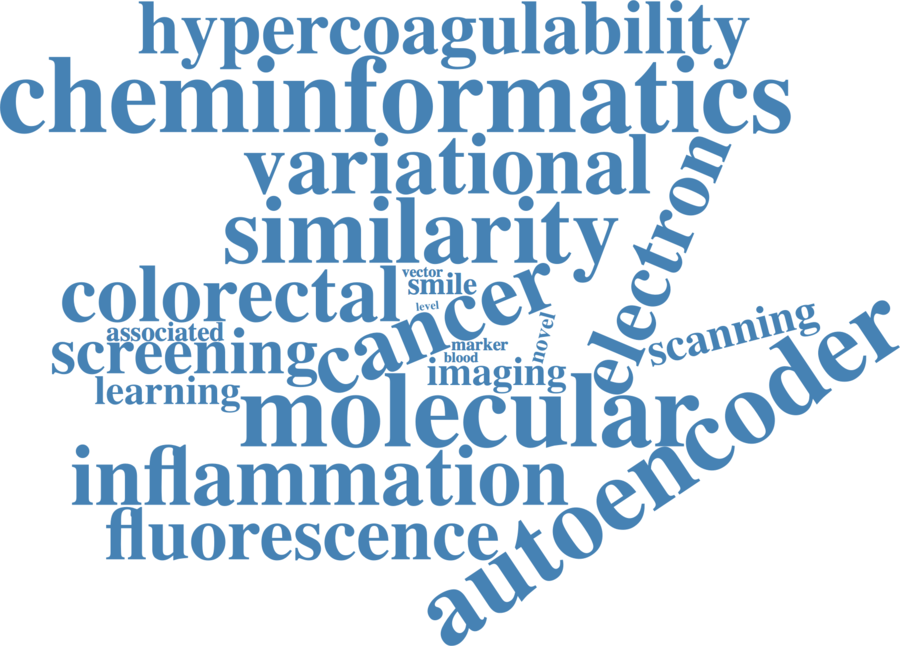 hypercoagulability
cheminformatics
variational
electron
similarity
colorectal
vector
smile
cancer
level
associated
novel
scanning
screening
marker
blood
imaging
learning
molecular
autoencoder
inflammation
fluorescence